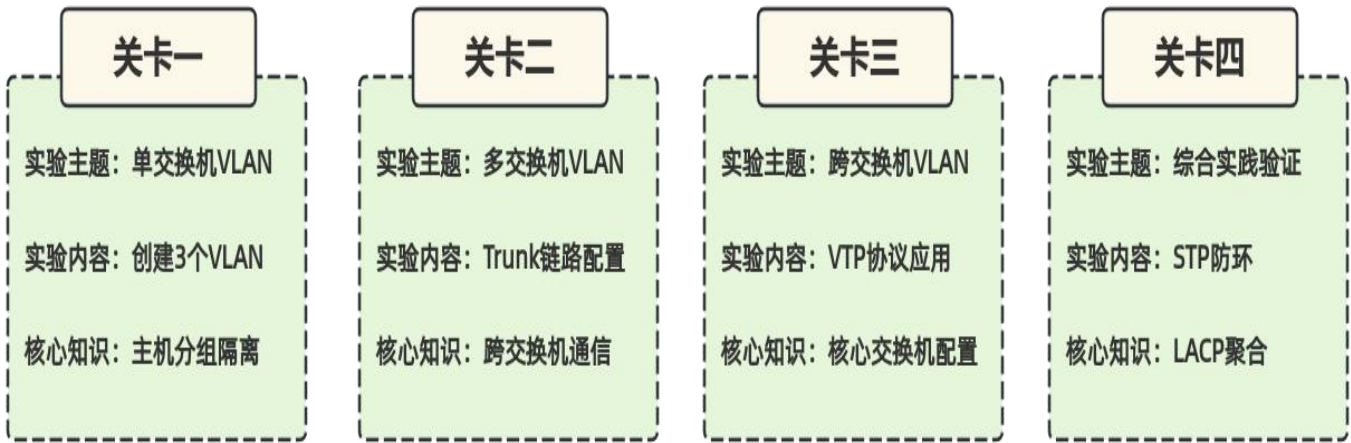 关卡一
实验主题：单交换机VLAN
实验内容：创建3个VLAN
核心知识：主机分组隔离
关卡二
实验主题：多交换机VLAN
实验内容：Trunk链路配置
核心知识：跨交换机通信
关卡三
实验主题：跨交换机VLAN
实验内容：VTP协议应用
核心知识：核心交换机配置
关卡四
实验主题：综合实践验证
实验内容：STP防环
核心知识：LACP聚合